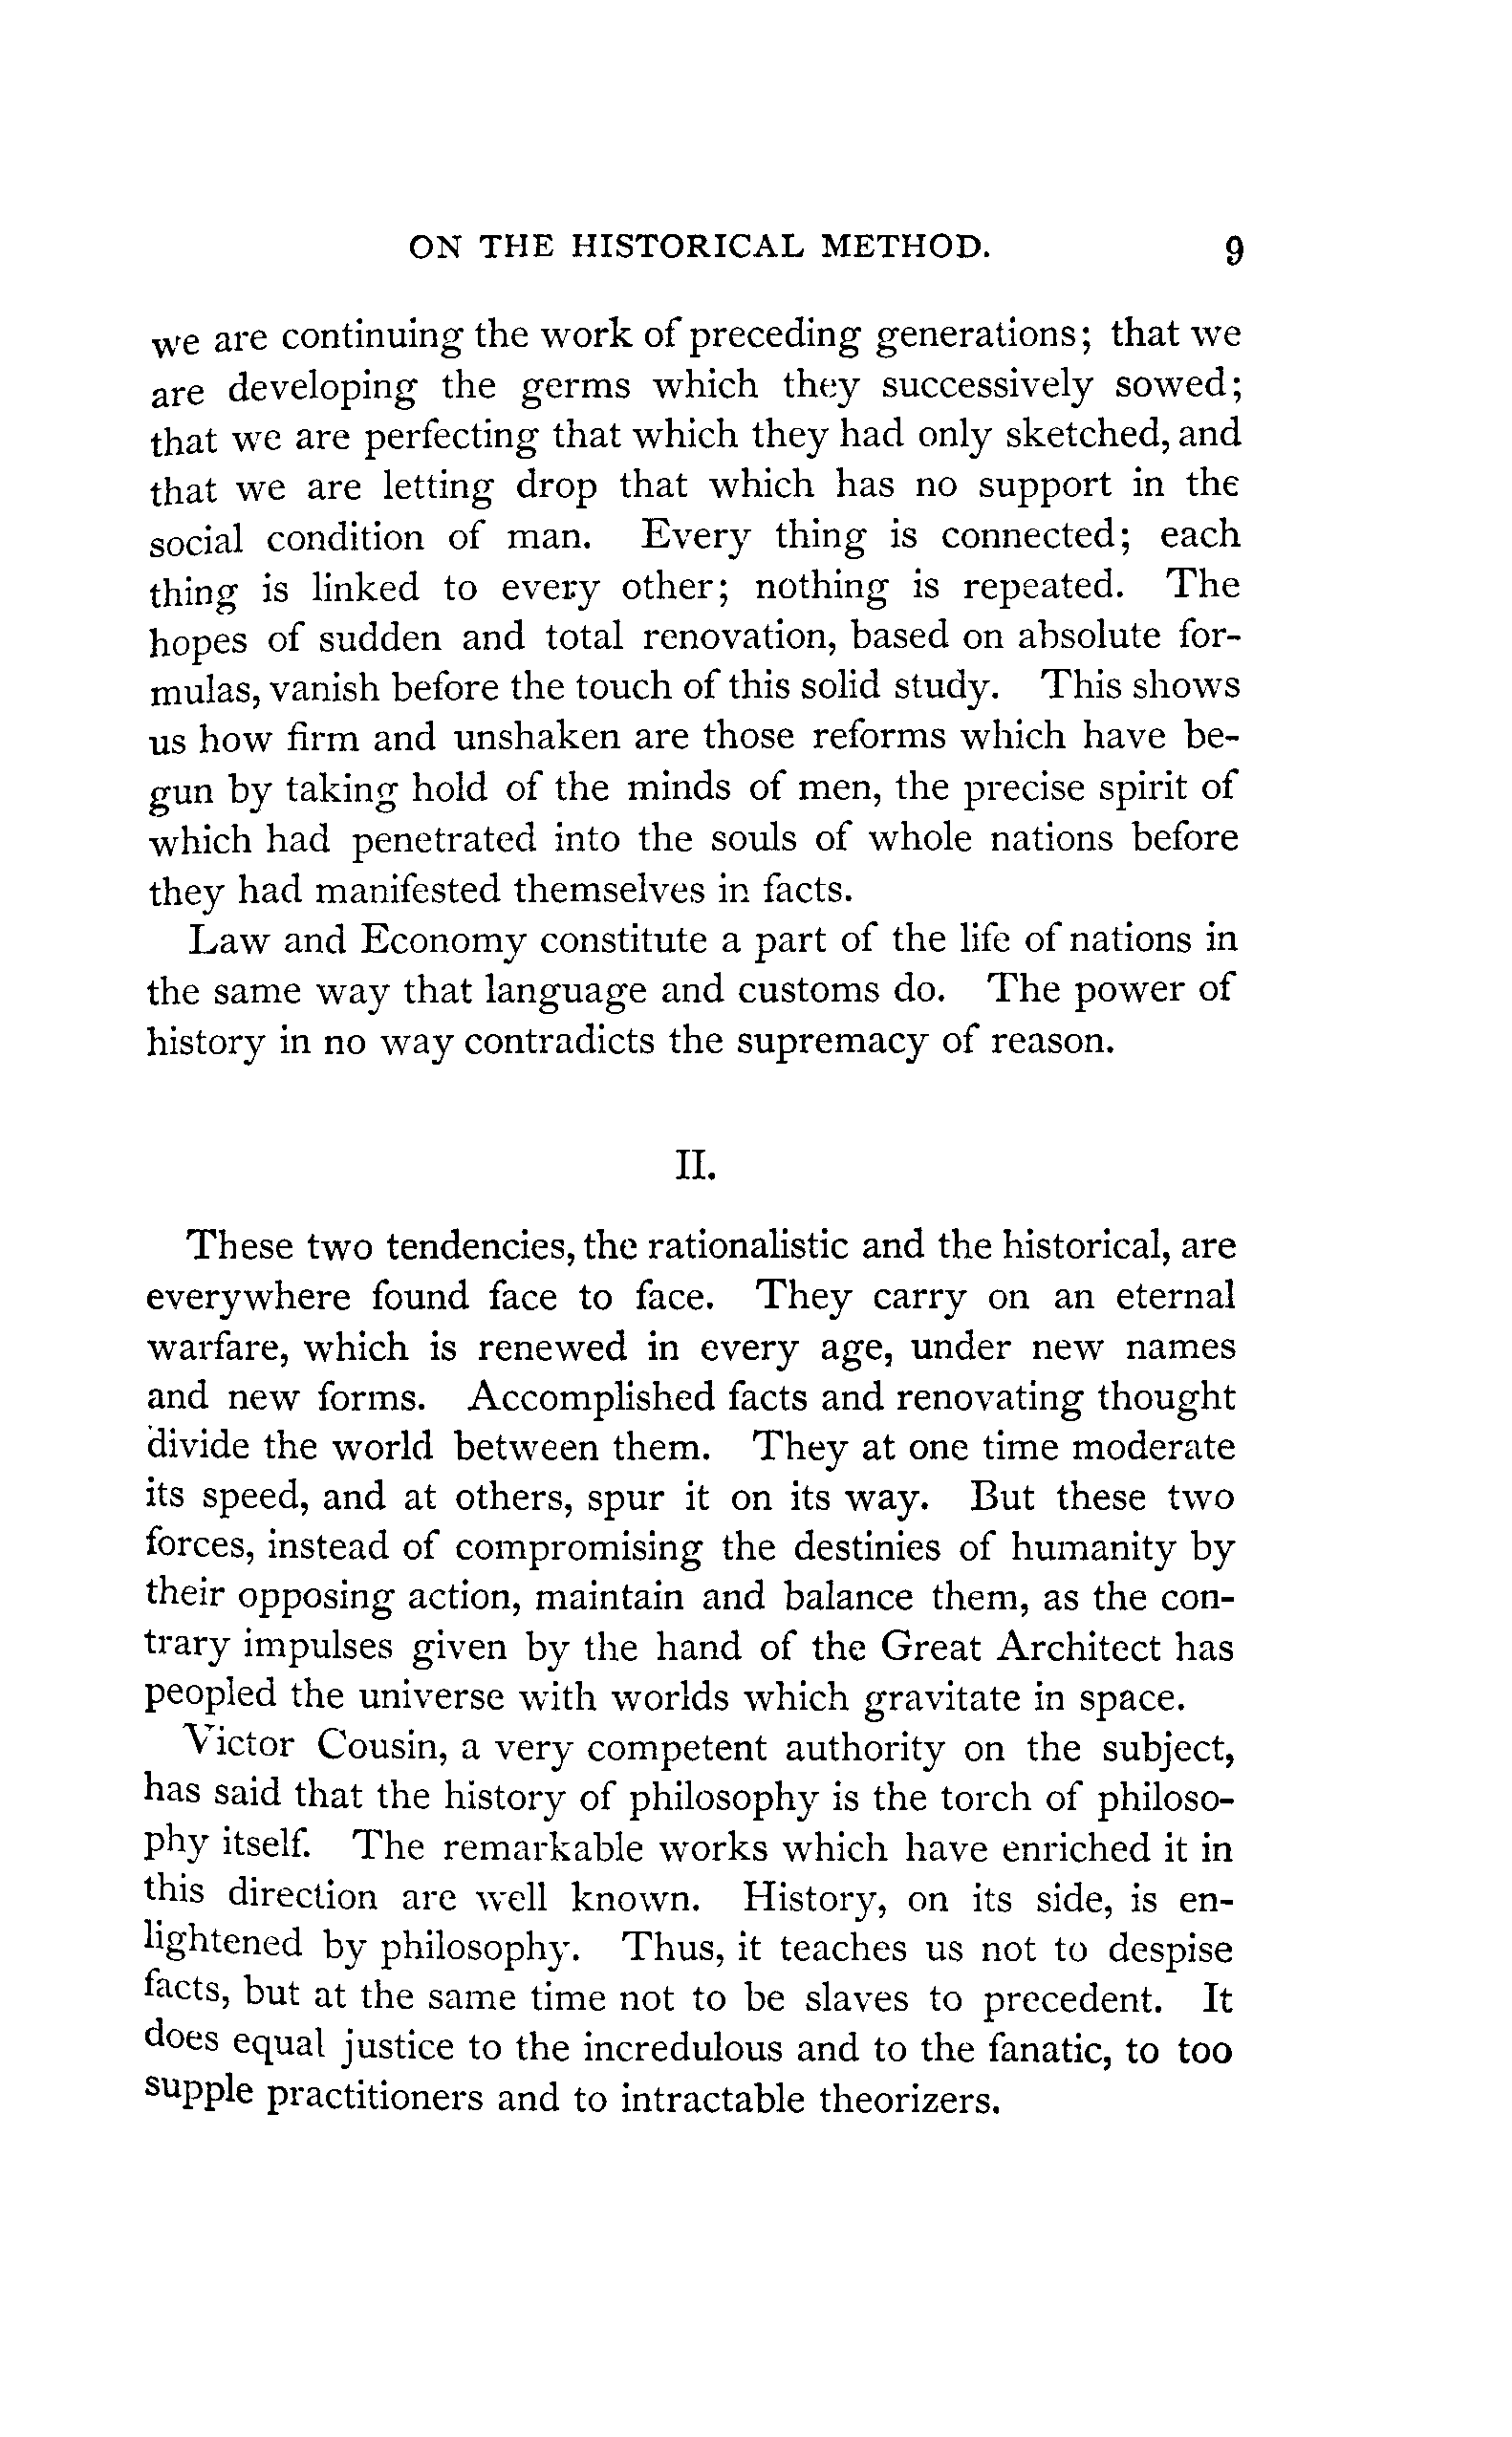 ON THE HISTORICAL METHOD. 9
we are continuing the work of preceding generations; that we
are developing the germs which they successively sowed;
that we are perfecting that which they had only sketched, and
that we are letting drop that which has no support in the
social condition of man. Every thing is connected; each
thing is linked to every other; nothing is repeated. The
hopes of sudden and total renovation, based on absolute for-
mulas, vanish before the touch of this solid study. This shows
us how firm and unshaken are those reforms which have be-
gun by taking hold of the minds of men, the precise spirit of
which had penetrated into the souls of whole nations before
they had manifested themselves in facts.
Law and Economy constitute a part of the life of nations in
the same way that language and customs do. The power of
history in no way contradicts the supremacy of reason.
II.
These two tendencies, the rationalistic and the historical, are
everywhere found face to face. They carry on an eternal
warfare, which is renewed in every age, under new names
and new forms. Accomplished facts and renovating thought
divide the world between them. They at one time moderate
its speed, and at others, spur it on its way. But these two
forces, instead of compromising the destinies of humanity by
their opposing action, maintain and balance them, as the con-
trary impulses given by the hand of the Great Architect has
peopled the universe with worlds which gravitate in space.
Victor Cousin, a very competent authority on the subject,
has said that the history of philosophy is the torch of philoso-
phy itself. The remarkable works which have enriched it in
this direction are well known. History, on its side, is en-
lightened by philosophy. Thus, it teaches us not to despise
facts, but at the same time not to be slaves to precedent. It
does equal justice to the incredulous and to the fanatic, to too
supple practitioners and to intractable theorizers.